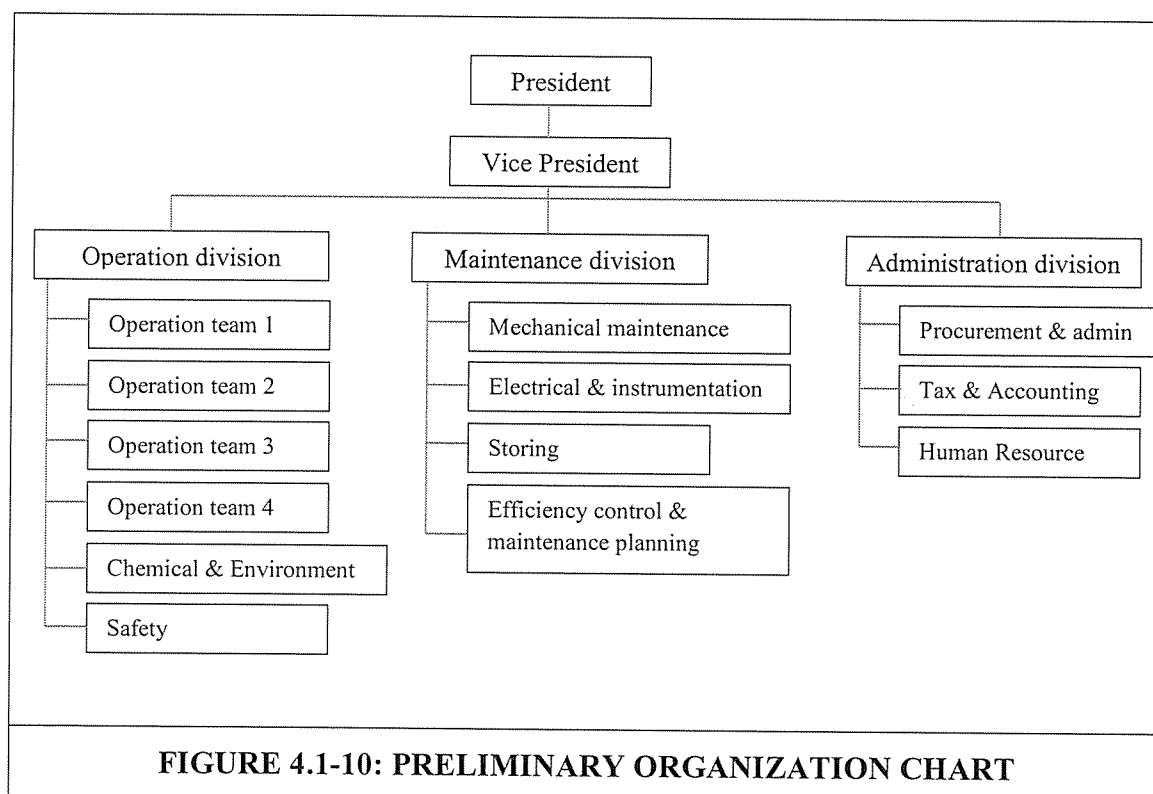 President
Vice President
Operation division
Operation team 1
Operation team 2
Operation team 3
Operation team 4
Chemical & Environment
Safety
Maintenance division
Mechanical maintenance
Electrical & instrumentation
Storing
Efficiency control &
maintenance planning
Administration division
Procurement & admin
Tax & Accounting
Human Resource
FIGURE 4.1-10: PRELIMINARY ORGANIZATION CHART